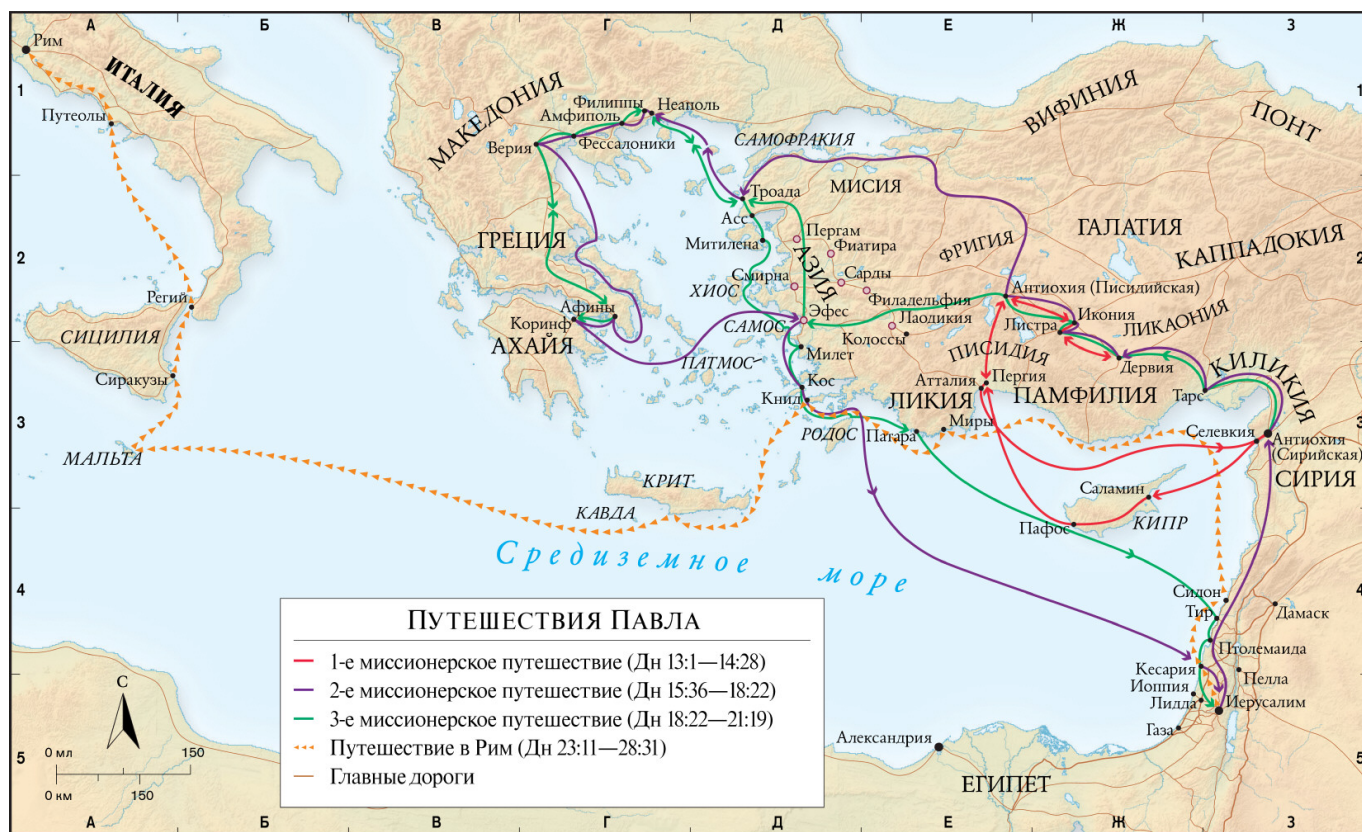 А Б В Г Д Е Ж З
1
2
3
4
5
1
2
3
4
5
Рим
ИТАЛИЯ
Путеолы
Регий
СИЦИЛИЯ
Сиракузы
МАЛЬТА
МАКЕДОНИЯ
Филиппы
Неаполь
Амфиполь
Фессалоники
Верия
САМОФРАКИЯ
Троада
Асс
Митилена
ГРЕЦИЯ
Афины
Коринф
АХАЙЯ
ХИОС
САМОС
ПАТМОС
МИСИЯ
Пергам
Фиатира
АЗИЯ
Смирна
Сарды
Филадельфия
Эфес
Лаодикия
Колоссы
Милет
Кос
Книд
РОДОС
ЛИКИЯ
Патара
Миры
КРИТ
КАВДА
ВИФИНИЯ
ПОНТ
ГАЛАТИЯ
ФРИГИЯ
КАППАДОКИЯ
Антиохия (Писидийская)
Икония
Листра
ЛИКАОНИЯ
ПИСИДИЯ
Дервия
Атталия
Пергия
ПАМФИЛИЯ
КИЛИКИЯ
Тарс
Селевкия
Антиохия
(Сирийская)
СИРИЯ
Саламин
Пафос
КИПР
Средиземное море
Сидон
Тир
Дамаск
Птолемаида
Кесария
Пелла
Иоппия
Лидда
Иерусалим
Газа
Александрия
ЕГИПЕТ
ПУТЕШЕСТВИЯ ПАВЛА
1-е миссионерское путешествие (Дн 13:1—14:28)
2-е миссионерское путешествие (Дн 15:36—18:22)
3-е миссионерское путешествие (Дн 18:22—21:19)
Путешествие в Рим (Дн 23:11—28:31)
Главные дороги
С
0 мл 150
0 км 150
А Б В Г Д Е Ж З